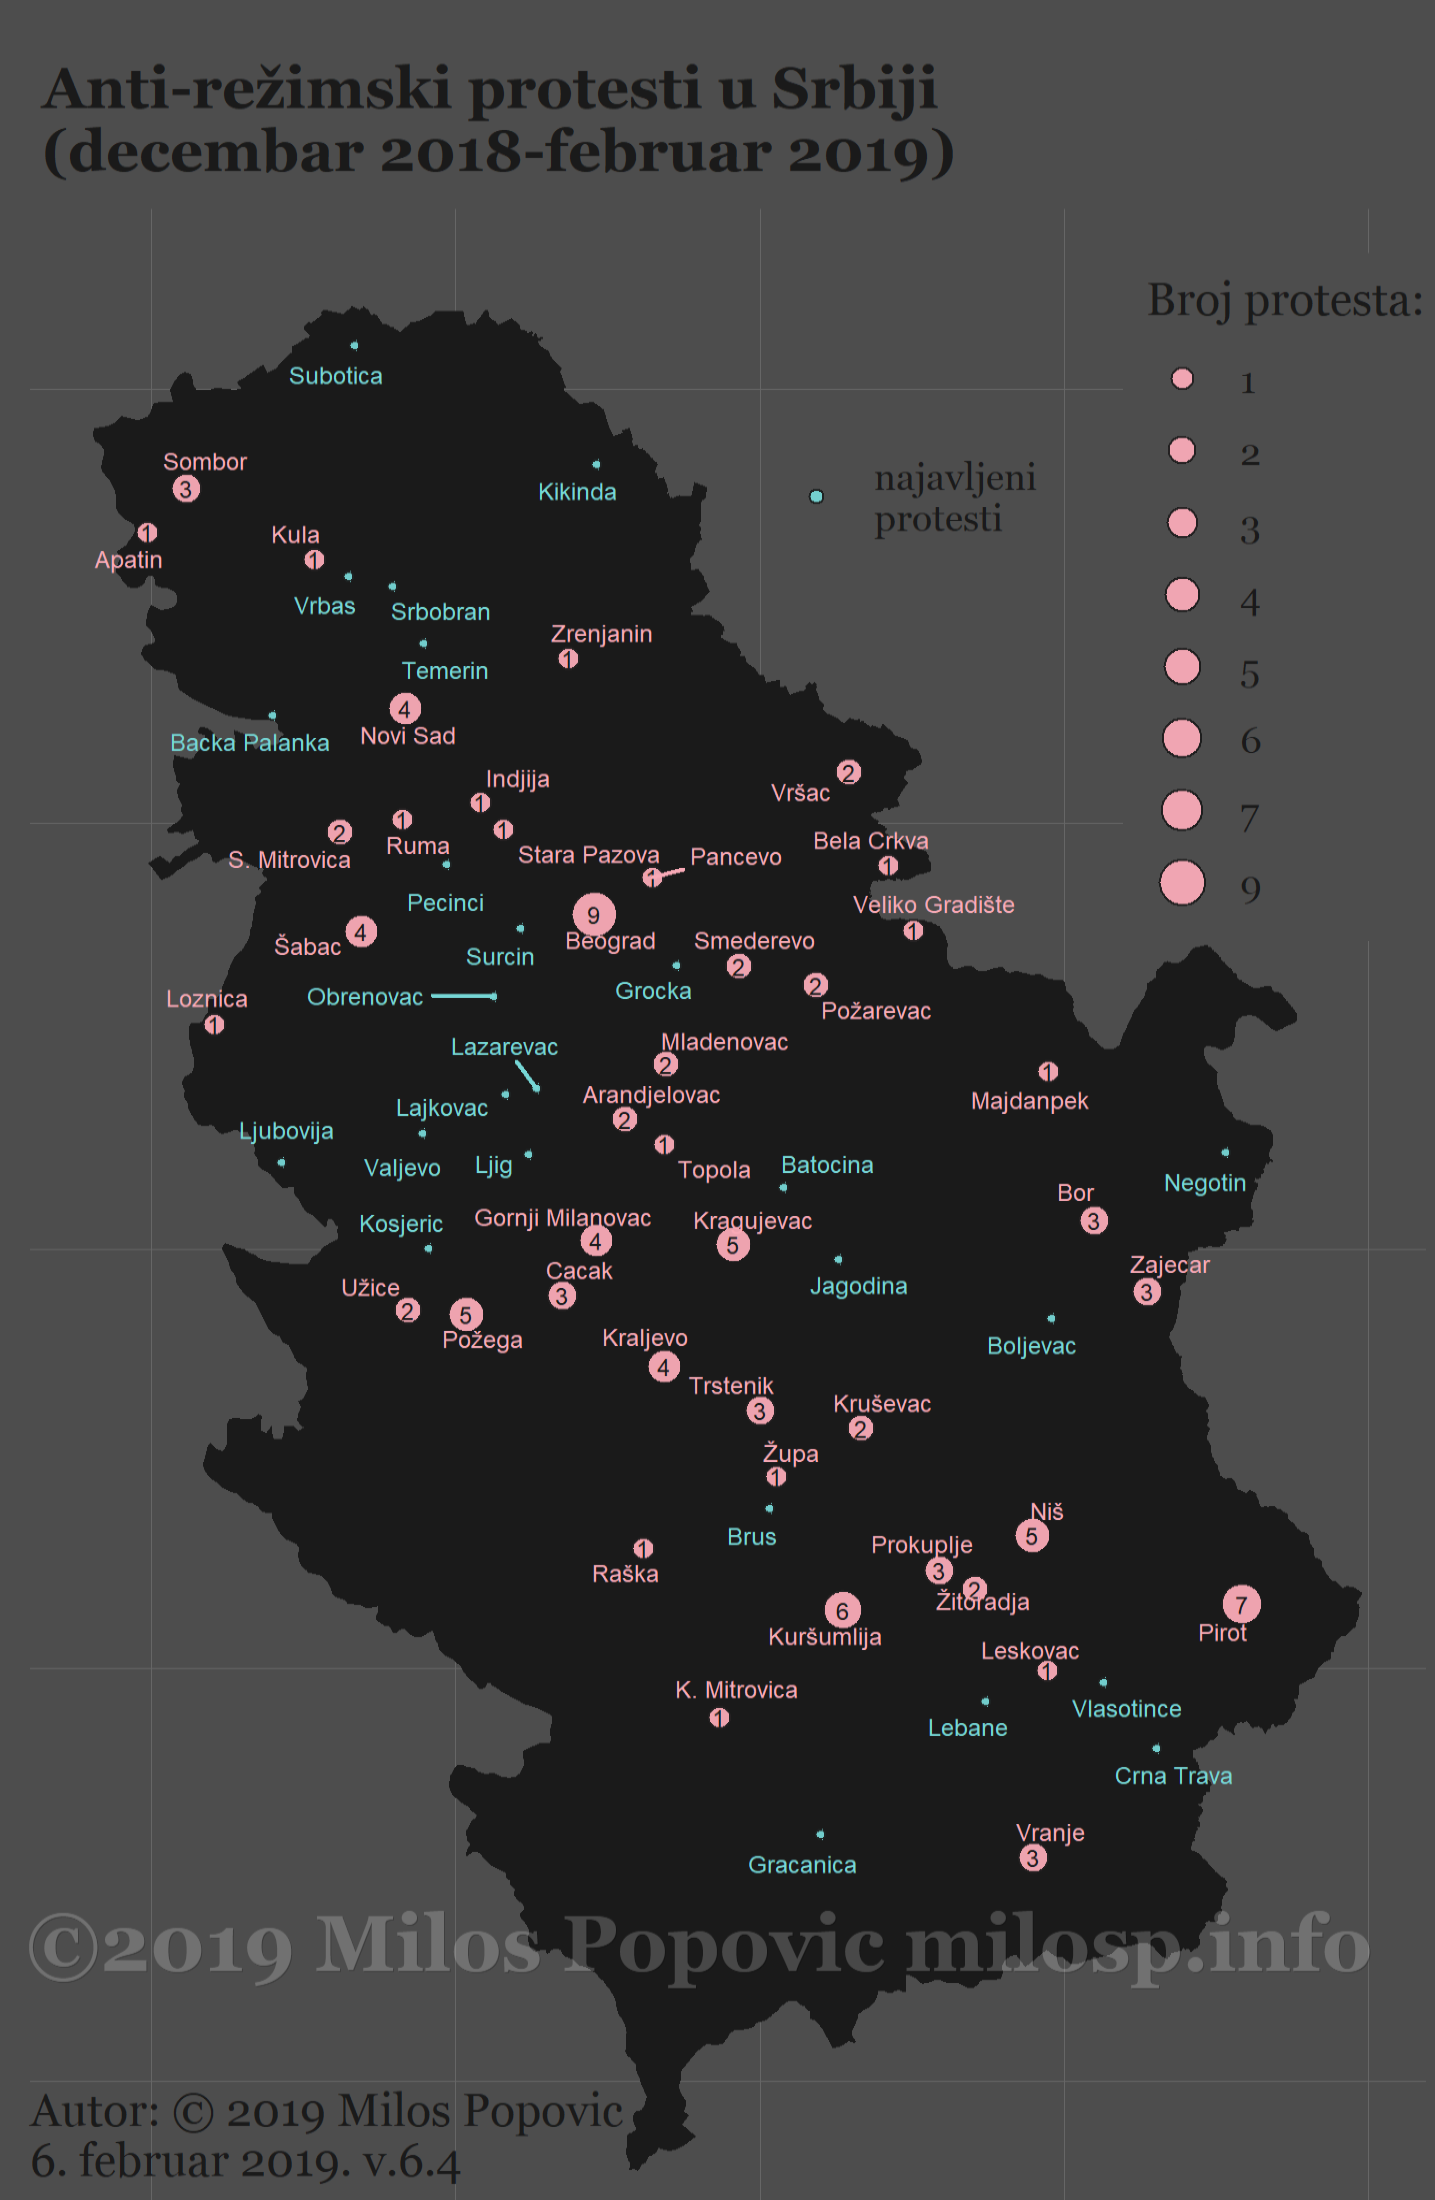 Anti-režimski protesti u Srbiji
(decembar 2018-februar 2019)
Broj protesta:
1
2
3
4
5
6
7
9
najavljeni
protesti
Subotica
Sombor
3
Kikinda
1
Apatin
Kula
1
Vrbas
Srbobran
Zrenjanin
1
Temerin
4
Novi Sad
Backa Palanka
Indjija
1
2
Vršac
1
Ruma
2
S. Mitrovica
1
Stara Pazova
Pancevo
1
Bela Crkva
1
Pecinci
Veliko Gradište
1
9
Beograd
4
Šabac
Surcin
Smederevo
2
Grocka
2
Požarevac
Obrenovac
Loznica
1
Lazarevac
Mladenovac
2
1
Majdanpek
Lajkovac
Arandjelovac
2
Ljubovija
Valjevo
Ljig
1
Topola
Batocina
Negotin
Bor
3
Kosjeric
Gornji Milanovac
4
Kragujevac
5
Jagodina
Zajecar
3
Cacak
3
Užice
2
5
Požega
Boljevac
Kraljevo
4
Trstenik
3
Kruševac
2
Župa
1
Brus
Niš
5
1
Raška
Prokuplje
3
2
Žitoradja
7
Pirot
6
Kuršumlija
Leskovac
1
K. Mitrovica
1
Lebane
Vlasotince
Crna Trava
Vranje
3
Gracanica
©2019 Milos Popovic milosp.info
Autor: © 2019 Milos Popovic
6. februar 2019. v.6.4